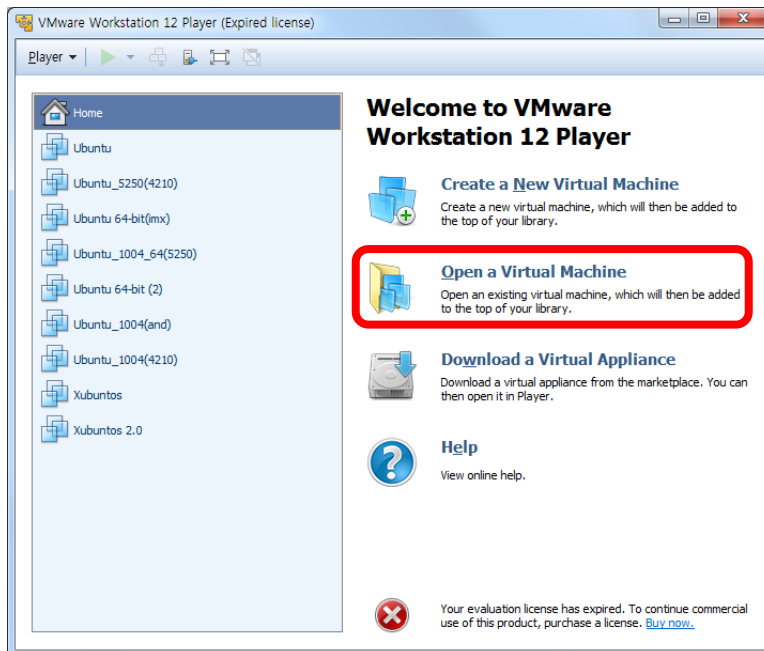 VMware Workstation 12 Player (Expired license)
Player
Home
Ubuntu
Ubuntu_5250(4210)
Ubuntu 64-bit(imx)
Ubuntu_1004_64(5250)
Ubuntu 64-bit (2)
Ubuntu_1004(and)
Ubuntu_1004(4210)
Xubuntos
Xubuntos 2.0
Welcome to VMware
Workstation 12 Player
Create a New Virtual Machine
Create a new virtual machine, which will then be added to
the top of your library.
Open a Virtual Machine
Open an existing virtual machine, which will then be added
to the top of your library.
Download a Virtual Appliance
Download a virtual appliance from the marketplace. You can
then open it in Player.
Help
View online help.
Your evaluation license has expired. To continue commercial
use of this product, purchase a license. Buy now.